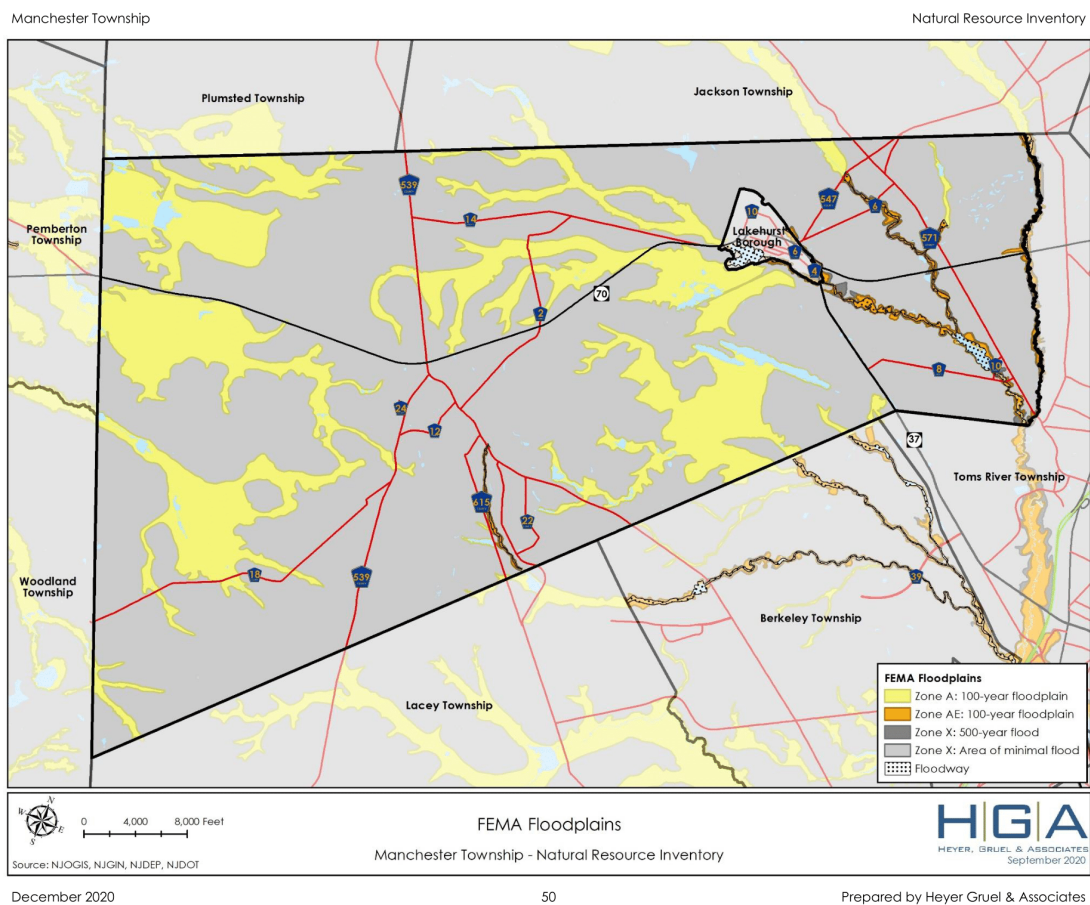 Manchester Township
Natural Resource Inventory
Plumsted Township
Jackson Township
539
14
547
6
10
Lakehurst
Borough
571
Pemberton
Township
6
4
70
2
10
8
24
12
37
Toms River Township
615
22
18
539
39
Woodland
Township
Berkeley Township
Lacey Township
FEMA Floodplains
Zone A: 100-year floodplain
Zone AE: 100-year floodplain
Zone X: 500-year flood
Zone X: Area of minimal flood
Floodway
N
W
E
S
0 4,000 8,000 Feet
Source: NJOGIS, NJGIN, NJDEP, NJDOT
FEMA Floodplains
Manchester Township - Natural Resource Inventory
H|G|A
HEYER, GRUEL & ASSOCIATES
September 2020
December 2020
50
Prepared by Heyer Gruel & Associates